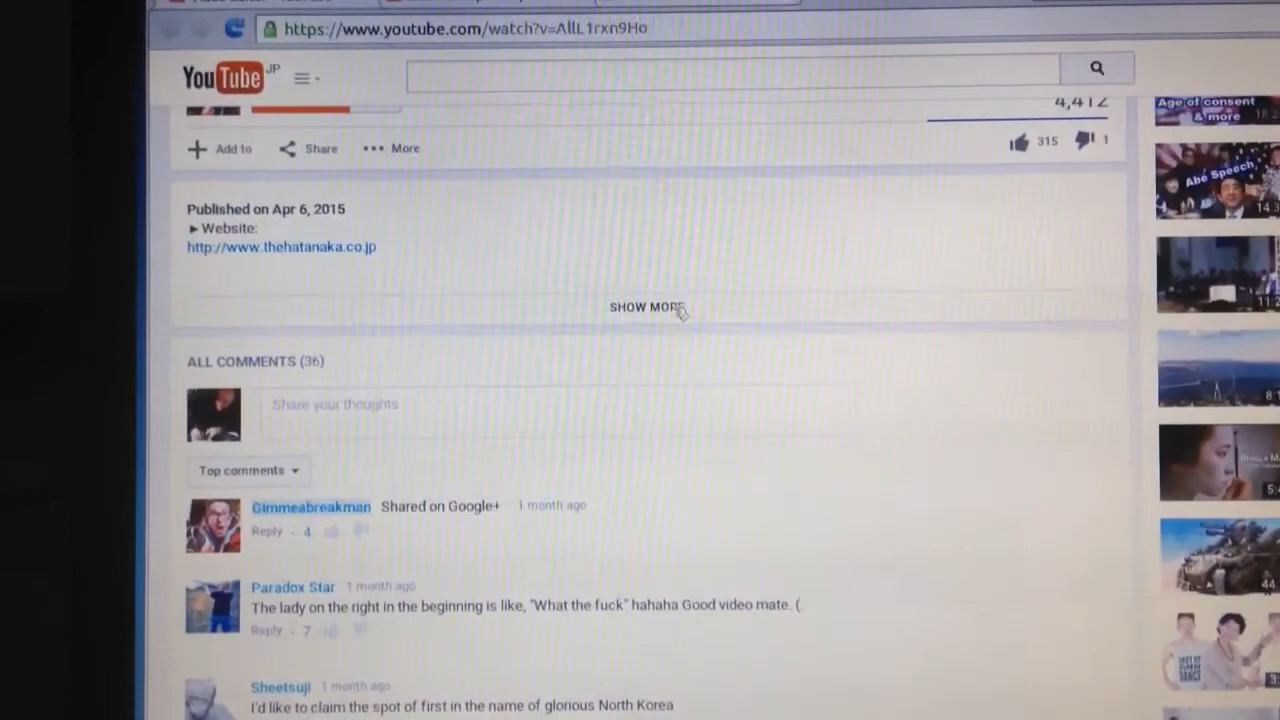 https://www.youtube.com/watch?v=AllL1rxn9Ho
YouTube JP
4,412
Add to
Share
More
315
1
Published on Apr 6, 2015
►Website:
http://www.thehatanaka.co.jp
SHOW MORE
ALL COMMENTS (36)
Share your thoughts
Top comments
Gimmeabreakman Shared on Google+ 1 month ago
Reply · 4
Paradox Star 1 month ago
The lady on the right in the beginning is like, "What the fuck" hahaha Good video mate. (
Reply · 7
Sheetsuji 1 month ago
I'd like to claim the spot of first in the name of glorious North Korea
Age of consent
& more
Abe Speech